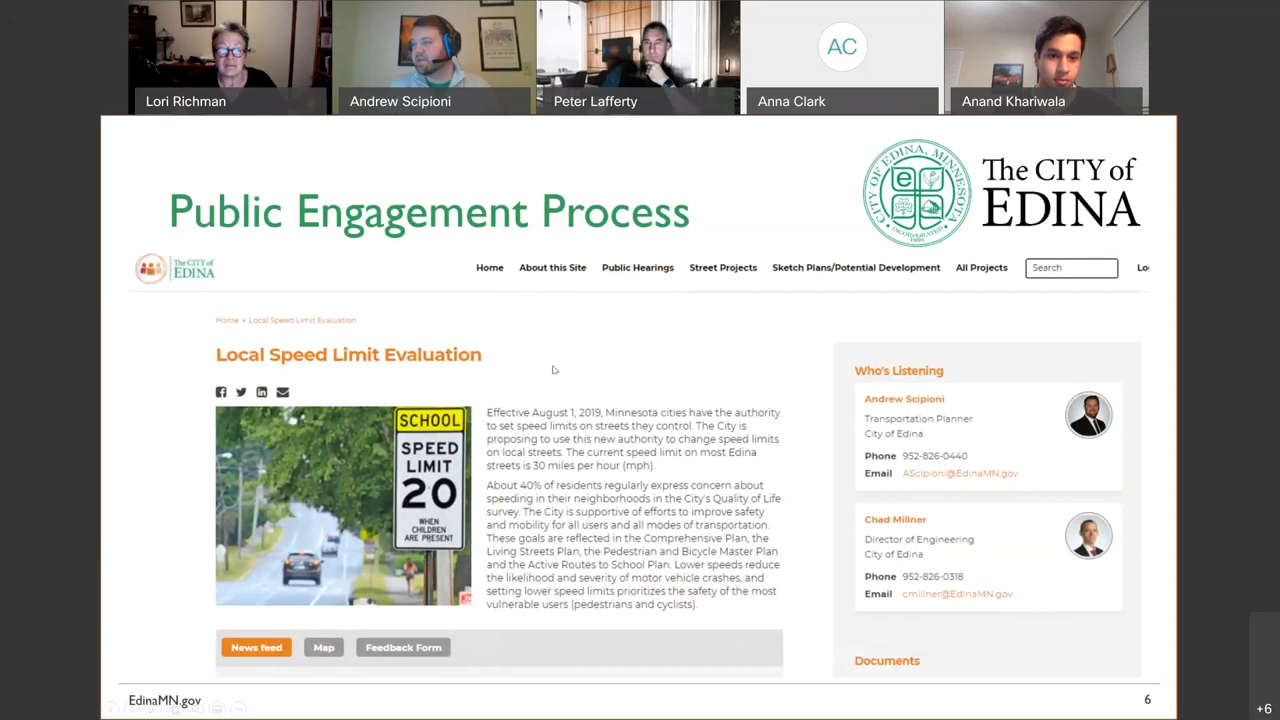 Lori Richman
Andrew Scipioni
Peter Lafferty
AC
Anna Clark
Anand Khariwala
Public Engagement Process
CITY OF EDINA, MINNESOTA
e
INCORPORATED
The CITY of
EDINA
The CITY of
EDINA
Home
About this Site
Public Hearings
Street Projects
Sketch Plans/Potential Development
All Projects
Search
Home » Local Speed Limit Evaluation
Local Speed Limit Evaluation
SCHOOL
SPEED
LIMIT
20
WHEN
CHILDREN
ARE PRESENT
Effective August 1, 2019, Minnesota cities have the authority
to set speed limits on streets they control. The City is
proposing to use this new authority to change speed limits
on local streets. The current speed limit on most Edina
streets is 30 miles per hour (mph).
About 40% of residents regularly express concern about
speeding in their neighborhoods in the City's Quality of Life
survey. The City is supportive of efforts to improve safety
and mobility for all users and all modes of transportation.
These goals are reflected in the Comprehensive Plan, the
Living Streets Plan, the Pedestrian and Bicycle Master Plan
and the Active Routes to School Plan. Lower speeds reduce
the likelihood and severity of motor vehicle crashes, and
setting lower speed limits prioritizes the safety of the most
vulnerable users (pedestrians and cyclists).
News feed
Map
Feedback Form
Who's Listening
Andrew Scipioni
Transportation Planner
City of Edina
Phone 952-826-0440
Email AScipioni@EdinaMN.gov
Chad Millner
Director of Engineering
City of Edina
Phone 952-826-0318
Email cmillner@EdinaMN.gov
Documents
EdinaMN.gov
6
+6